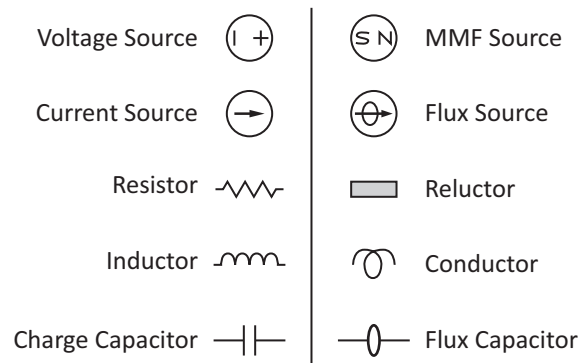 Voltage Source | + S N MMF Source
Current Source Flux Source
Resistor Reluctor
Inductor Conductor
Charge Capacitor Flux Capacitor